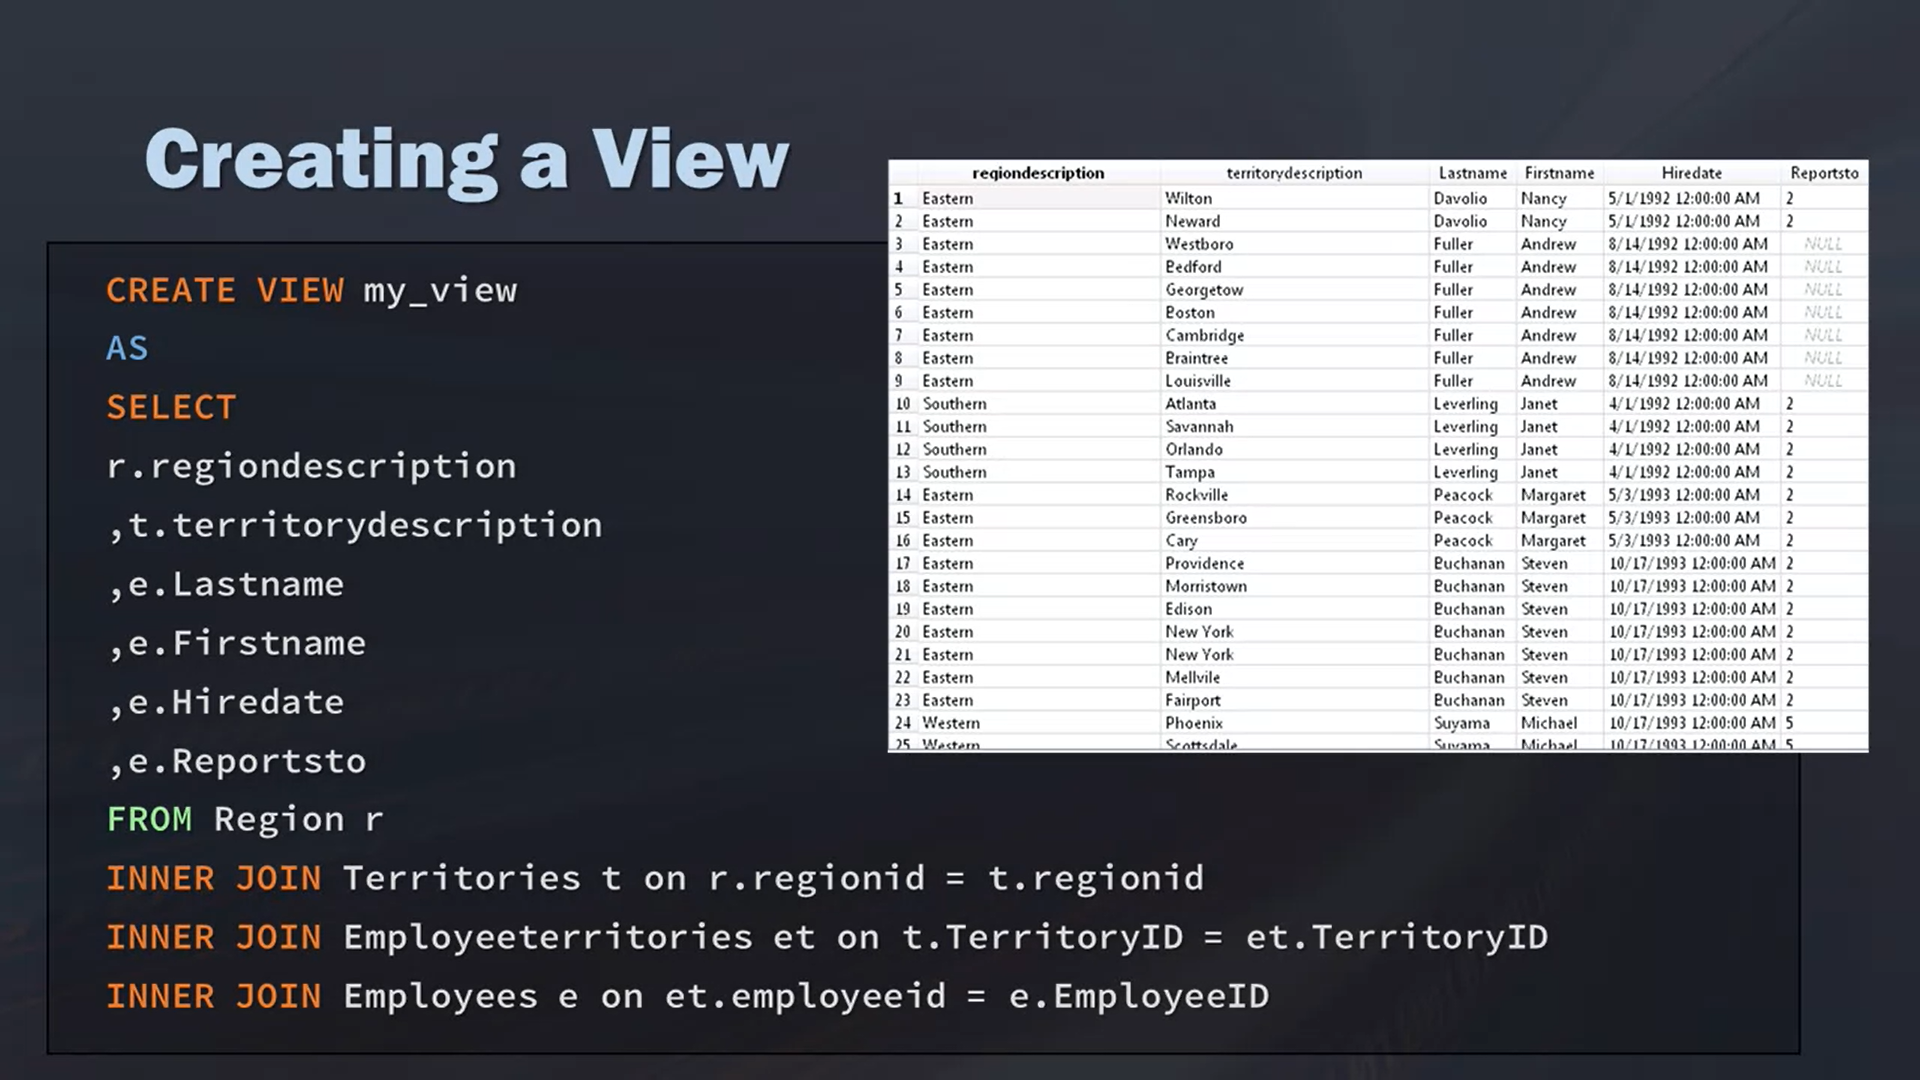 Creating a View
CREATE VIEW my_view
AS
SELECT
r.regiondescription
,t.territorydescription
,e.Lastname
,e.Firstname
,e.Hiredate
,e.Reportsto
FROM Region r
INNER JOIN Territories t on r.regionid = t.regionid
INNER JOIN Employeeterritories et on t.TerritoryID = et.TerritoryID
INNER JOIN Employees e on et.employeeid = e.EmployeeID
regiondescription territorydescription Lastname Firstname Hiredate Reportsto
1 Eastern Wilton Davolio Nancy 5/1/1992 12:00:00 AM 2
2 Eastern Neward Davolio Nancy 5/1/1992 12:00:00 AM 2
3 Eastern Westboro Fuller Andrew 8/14/1992 12:00:00 AM NULL
4 Eastern Bedford Fuller Andrew 8/14/1992 12:00:00 AM NULL
5 Eastern Georgetow Fuller Andrew 8/14/1992 12:00:00 AM NULL
6 Eastern Boston Fuller Andrew 8/14/1992 12:00:00 AM NULL
7 Eastern Cambridge Fuller Andrew 8/14/1992 12:00:00 AM NULL
8 Eastern Braintree Fuller Andrew 8/14/1992 12:00:00 AM NULL
9 Eastern Louisville Fuller Andrew 8/14/1992 12:00:00 AM NULL
10 Southern Atlanta Leverling Janet 4/1/1992 12:00:00 AM 2
11 Southern Savannah Leverling Janet 4/1/1992 12:00:00 AM 2
12 Southern Orlando Leverling Janet 4/1/1992 12:00:00 AM 2
13 Southern Tampa Leverling Janet 4/1/1992 12:00:00 AM 2
14 Eastern Rockville Peacock Margaret 5/3/1993 12:00:00 AM 2
15 Eastern Greensboro Peacock Margaret 5/3/1993 12:00:00 AM 2
16 Eastern Cary Peacock Margaret 5/3/1993 12:00:00 AM 2
17 Eastern Providence Buchanan Steven 10/17/1993 12:00:00 AM 2
18 Eastern Morristown Buchanan Steven 10/17/1993 12:00:00 AM 2
19 Eastern Edison Buchanan Steven 10/17/1993 12:00:00 AM 2
20 Eastern New York Buchanan Steven 10/17/1993 12:00:00 AM 2
21 Eastern New York Buchanan Steven 10/17/1993 12:00:00 AM 2
22 Eastern Mellvile Buchanan Steven 10/17/1993 12:00:00 AM 2
23 Eastern Fairport Buchanan Steven 10/17/1993 12:00:00 AM 2
24 Western Phoenix Suyama Michael 10/17/1993 12:00:00 AM 5
25 Western Scottsdale Suyama Michael 10/17/1993 12:00:00 AM 5